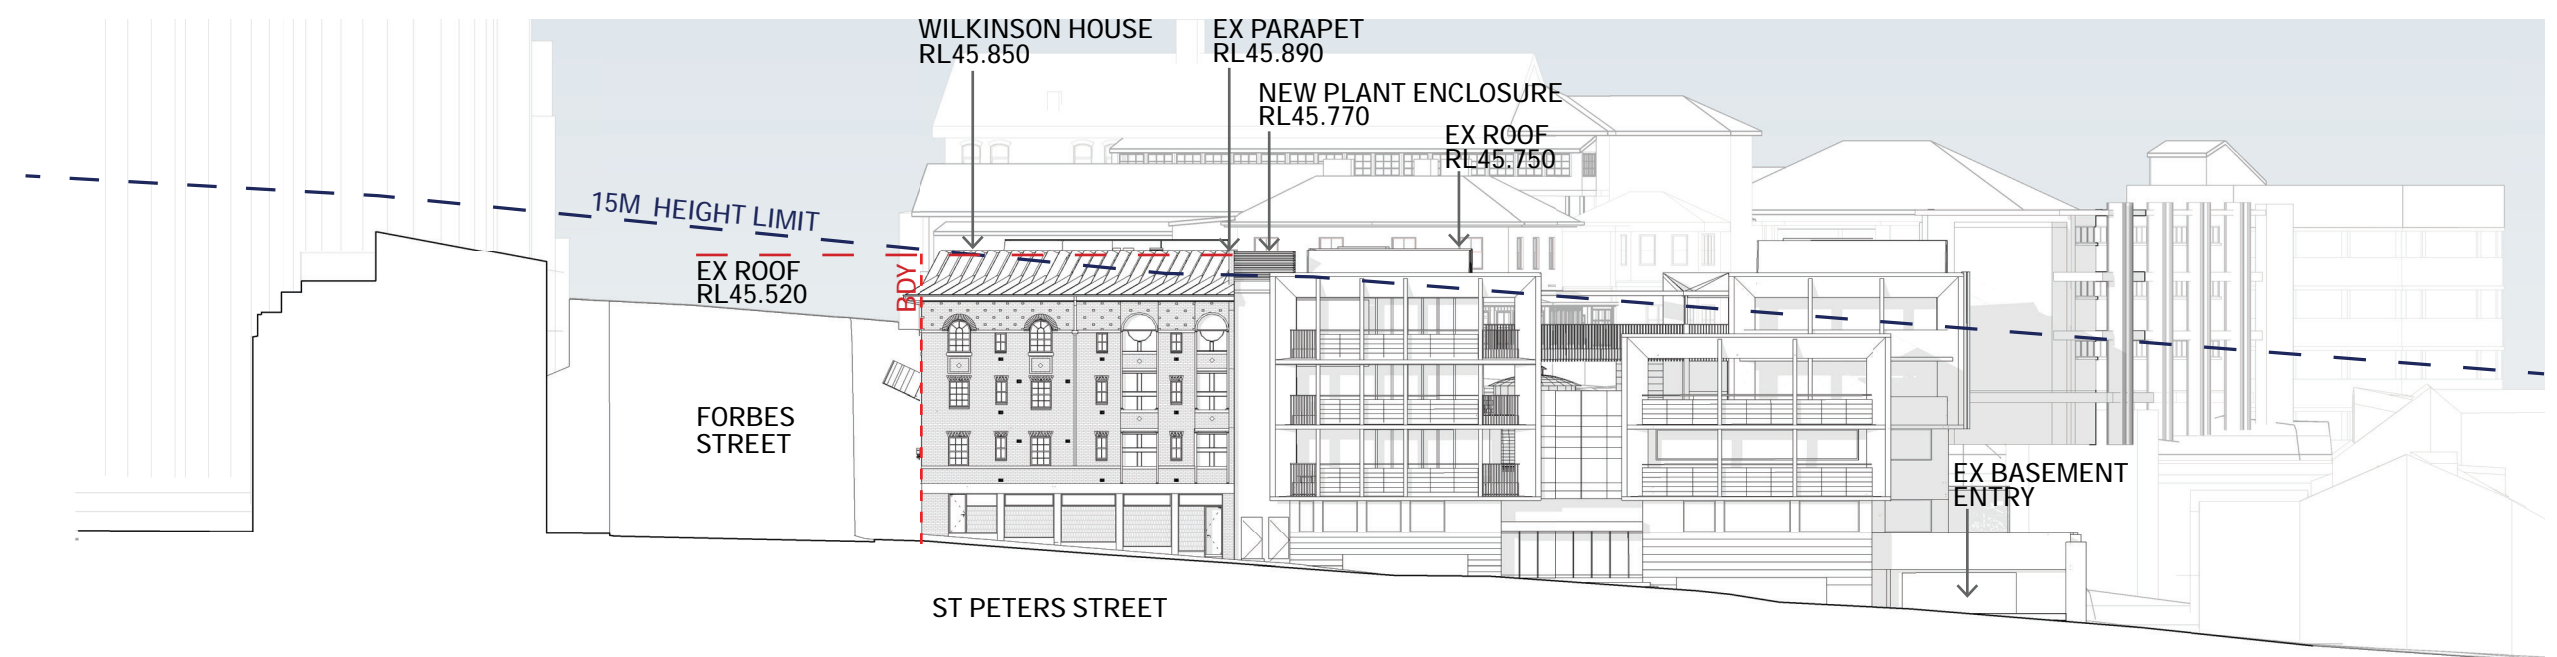 WILKINSON HOUSE
RL45.850
EX PARAPET
RL45.890
NEW PLANT ENCLOSURE
RL45.770
EX ROOF
RL45.750
15M HEIGHT LIMIT
EX ROOF
RL45.520
BDY
FORBES
STREET
EX BASEMENT
ENTRY
ST PETERS STREET